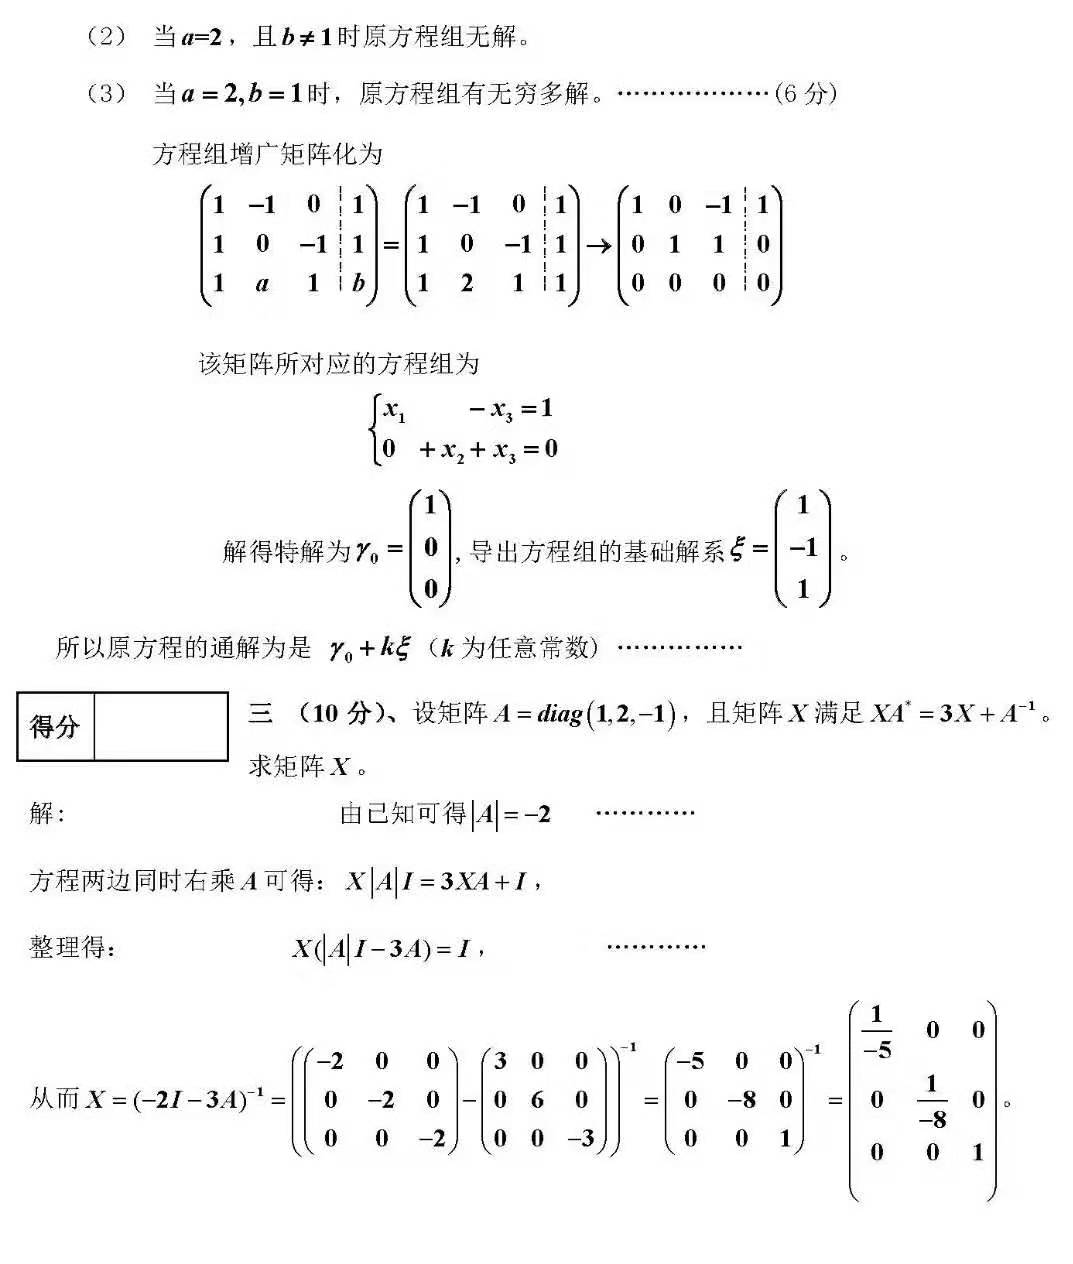 （2） 当a=2，且b≠1时原方程组无解。
（3） 当a=2,b=1时，原方程组有无穷多解。………………(6 分)
方程组增广矩阵化为
(1 −1 0 ¦ 1; 1 0 −1 ¦ 1; 1 a 1 ¦ b) = (1 −1 0 ¦ 1; 1 0 −1 ¦ 1; 1 2 1 ¦ 1) → (1 0 −1 ¦ 1; 0 1 1 ¦ 0; 0 0 0 ¦ 0)
该矩阵所对应的方程组为
{x₁ − x₃ = 1
0 + x₂ + x₃ = 0
解得特解为γ₀ = (1; 0; 0), 导出方程组的基础解系ξ = (1; −1; 1)。
所以原方程的通解为是 γ₀ + kξ（k 为任意常数）……………
得分
三 （10 分）、设矩阵 A = diag(1,2,−1)，且矩阵 X 满足 XA* = 3X + A⁻¹。
求矩阵 X 。
解: 由已知可得|A| = −2 …………
方程两边同时右乘 A 可得: X|A|I = 3XA + I，
整理得: X(|A|I − 3A) = I， …………
从而 X = (−2I − 3A)⁻¹ = ((−2 0 0; 0 −2 0; 0 0 −2) − (3 0 0; 0 6 0; 0 0 −3))⁻¹ = (−5 0 0; 0 −8 0; 0 0 1)⁻¹ = (1/−5 0 0; 0 1/−8 0; 0 0 1)。